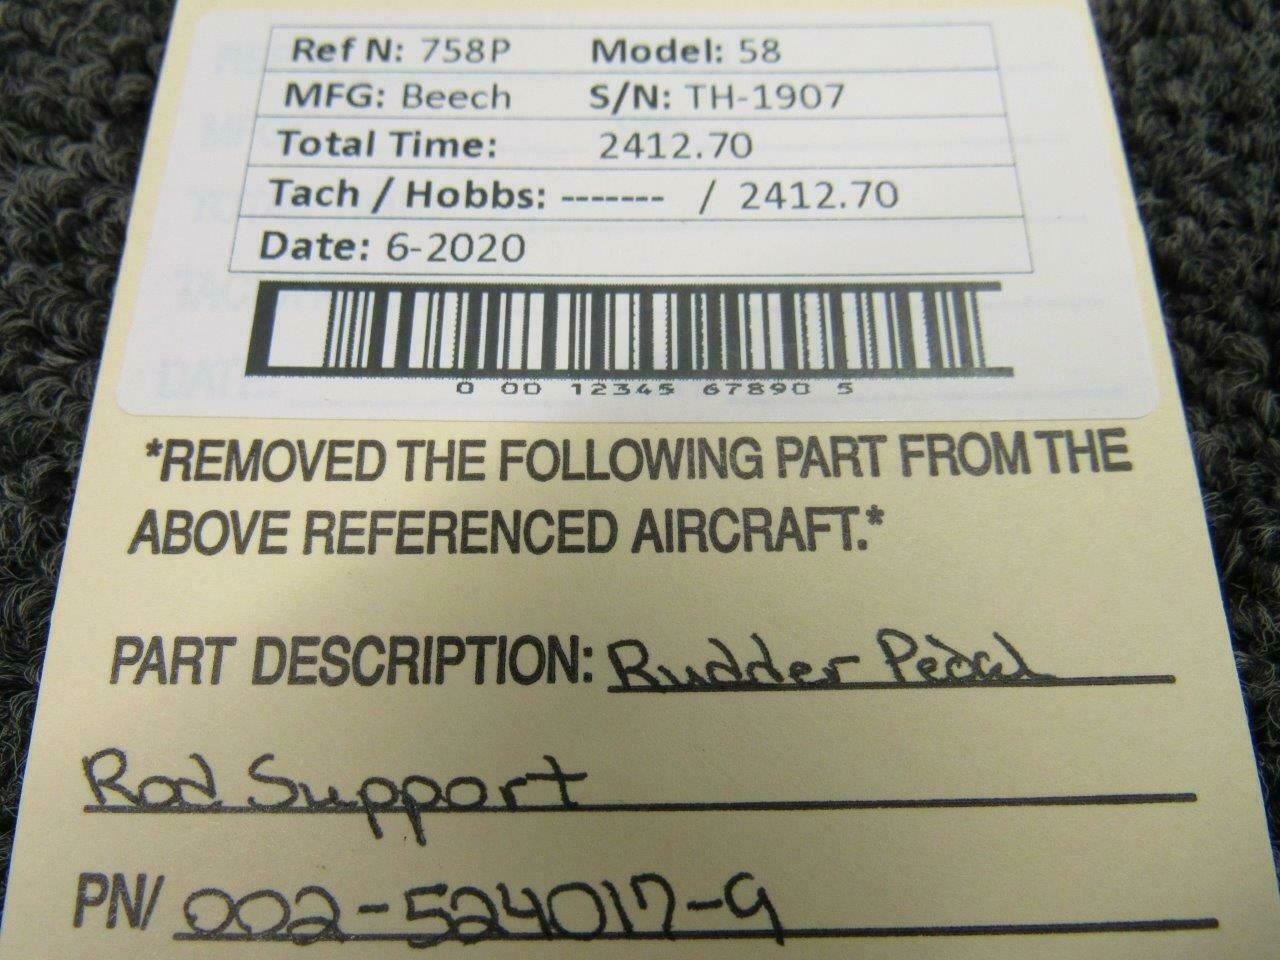 Ref N: 758P Model: 58
MFG: Beech S/N: TH-1907
Total Time: 2412.70
Tach / Hobbs: ------- / 2412.70
Date: 6-2020
0 00 12345 67890 5
*REMOVED THE FOLLOWING PART FROM THE
ABOVE REFERENCED AIRCRAFT.*
PART DESCRIPTION: Rudder Pedal
Rod Support
PN/ 002-524017-9